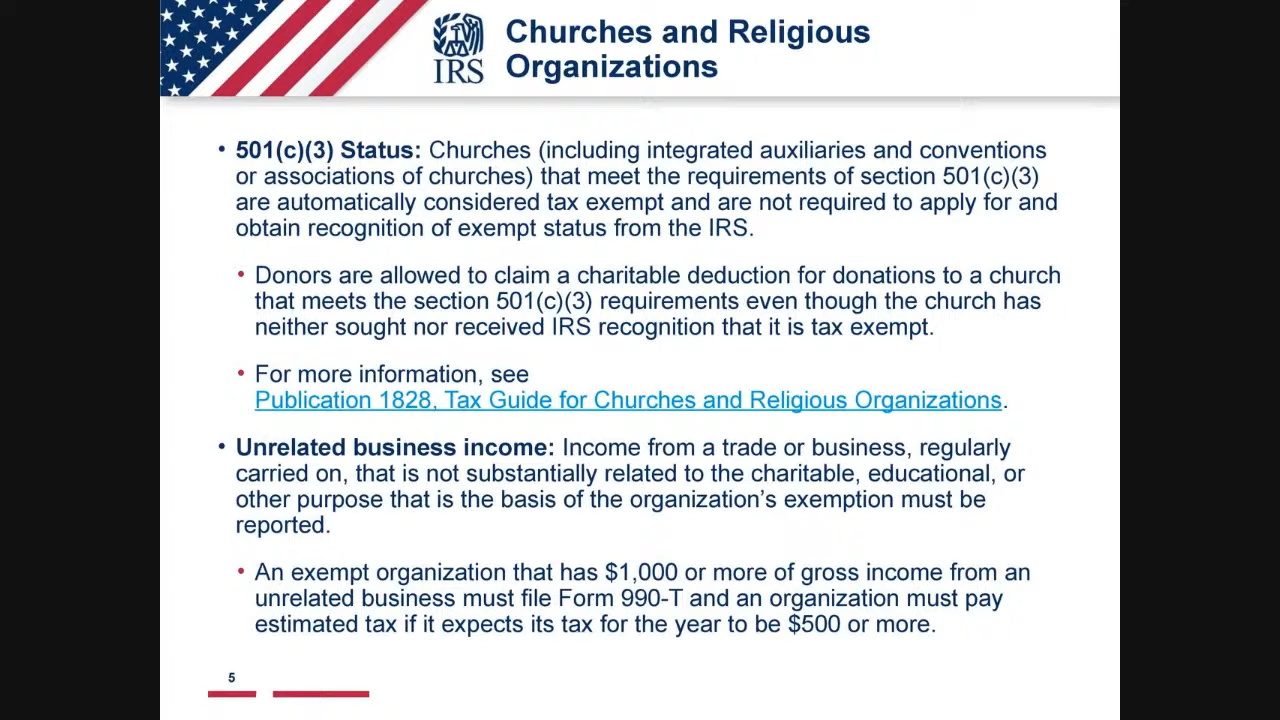 IRS
Churches and Religious
Organizations
• 501(c)(3) Status: Churches (including integrated auxiliaries and conventions
or associations of churches) that meet the requirements of section 501(c)(3)
are automatically considered tax exempt and are not required to apply for and
obtain recognition of exempt status from the IRS.
• Donors are allowed to claim a charitable deduction for donations to a church
that meets the section 501(c)(3) requirements even though the church has
neither sought nor received IRS recognition that it is tax exempt.
• For more information, see
Publication 1828, Tax Guide for Churches and Religious Organizations.
• Unrelated business income: Income from a trade or business, regularly
carried on, that is not substantially related to the charitable, educational, or
other purpose that is the basis of the organization’s exemption must be
reported.
• An exempt organization that has $1,000 or more of gross income from an
unrelated business must file Form 990-T and an organization must pay
estimated tax if it expects its tax for the year to be $500 or more.
5